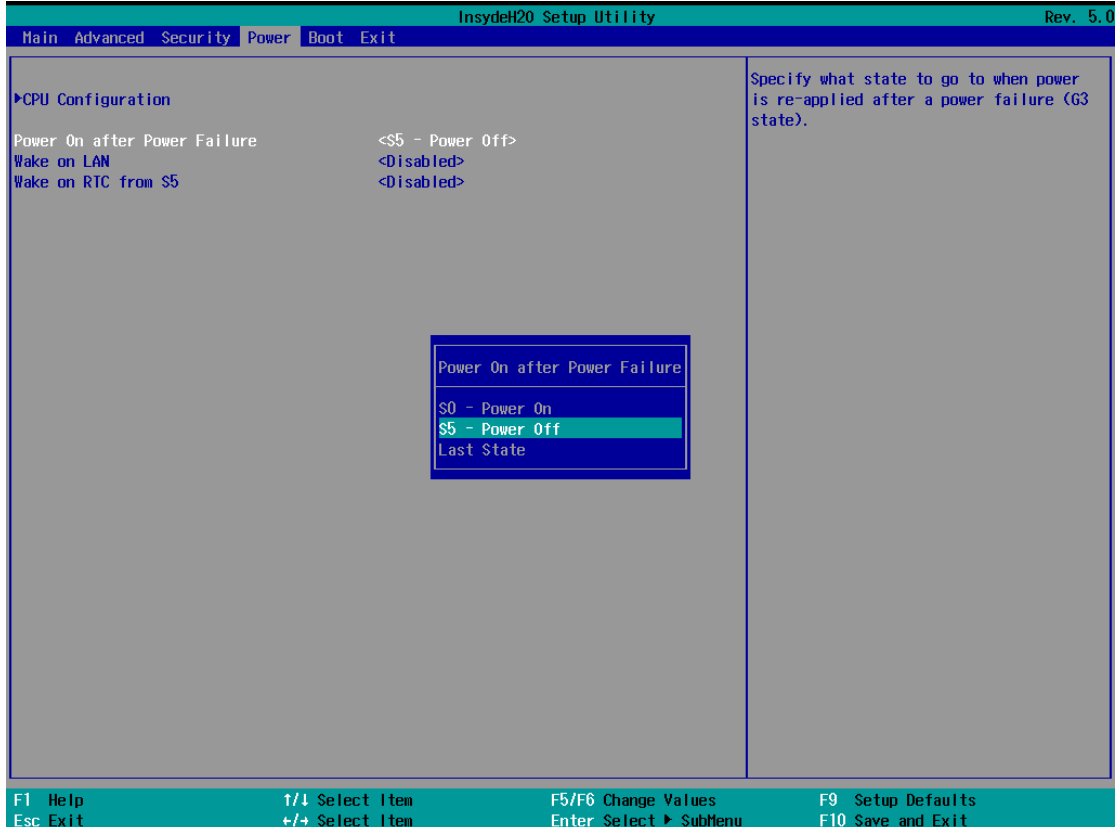 InsydeH2O Setup Utility Rev. 5.0
Main Advanced Security Power Boot Exit
▶CPU Configuration
Power On after Power Failure <S5 - Power Off>
Wake on LAN <Disabled>
Wake on RTC from S5 <Disabled>
Specify what state to go to when power
is re-applied after a power failure (G3
state).
Power On after Power Failure
S0 - Power On
S5 - Power Off
Last State
F1 Help ↑/↓ Select Item F5/F6 Change Values F9 Setup Defaults
Esc Exit ←/→ Select Item Enter Select ▶ SubMenu F10 Save and Exit